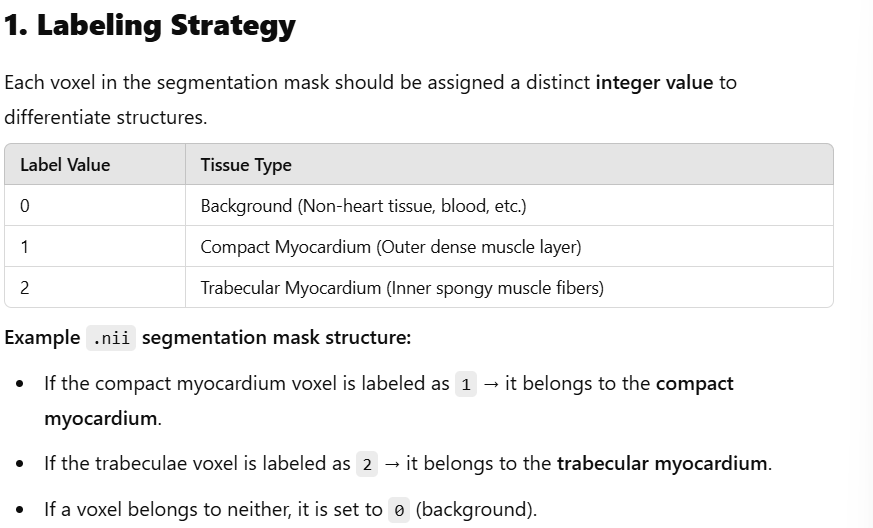 1. Labeling Strategy
Each voxel in the segmentation mask should be assigned a distinct integer value to
differentiate structures.
Label Value Tissue Type
0 Background (Non-heart tissue, blood, etc.)
1 Compact Myocardium (Outer dense muscle layer)
2 Trabecular Myocardium (Inner spongy muscle fibers)
Example .nii segmentation mask structure:
• If the compact myocardium voxel is labeled as 1 → it belongs to the compact
myocardium.
• If the trabeculae voxel is labeled as 2 → it belongs to the trabecular myocardium.
• If a voxel belongs to neither, it is set to 0 (background).